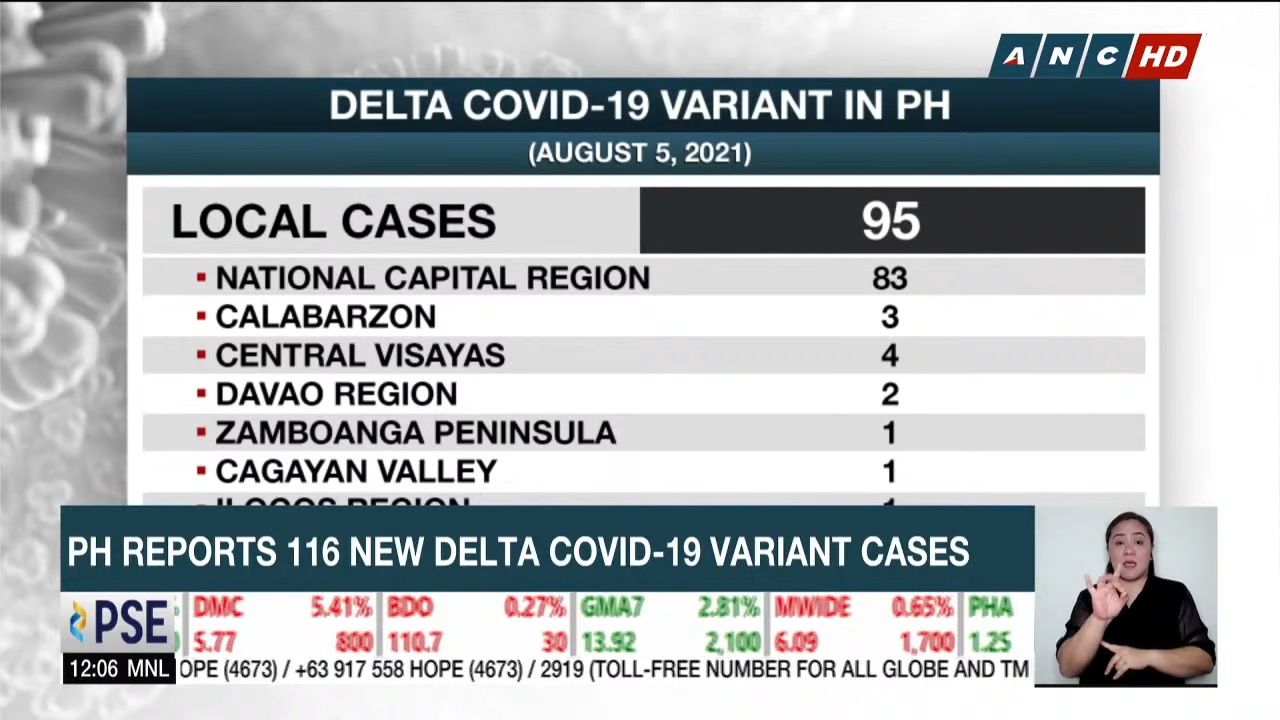 ANC HD
DELTA COVID-19 VARIANT IN PH
(AUGUST 5, 2021)
LOCAL CASES 95
NATIONAL CAPITAL REGION 83
CALABARZON 3
CENTRAL VISAYAS 4
DAVAO REGION 2
ZAMBOANGA PENINSULA 1
CAGAYAN VALLEY 1
ILOCOS REGION 1
PH REPORTS 116 NEW DELTA COVID-19 VARIANT CASES
PSE
DMC 5.41% BDO 0.27% GMA7 2.81% MWIDE 0.65% PHA
5.77 800 110.7 30 13.92 2,100 6.09 1,700 1.25
12:06 MNL OPE (4673) / +63 917 558 HOPE (4673) / 2919 (TOLL-FREE NUMBER FOR ALL GLOBE AND TM